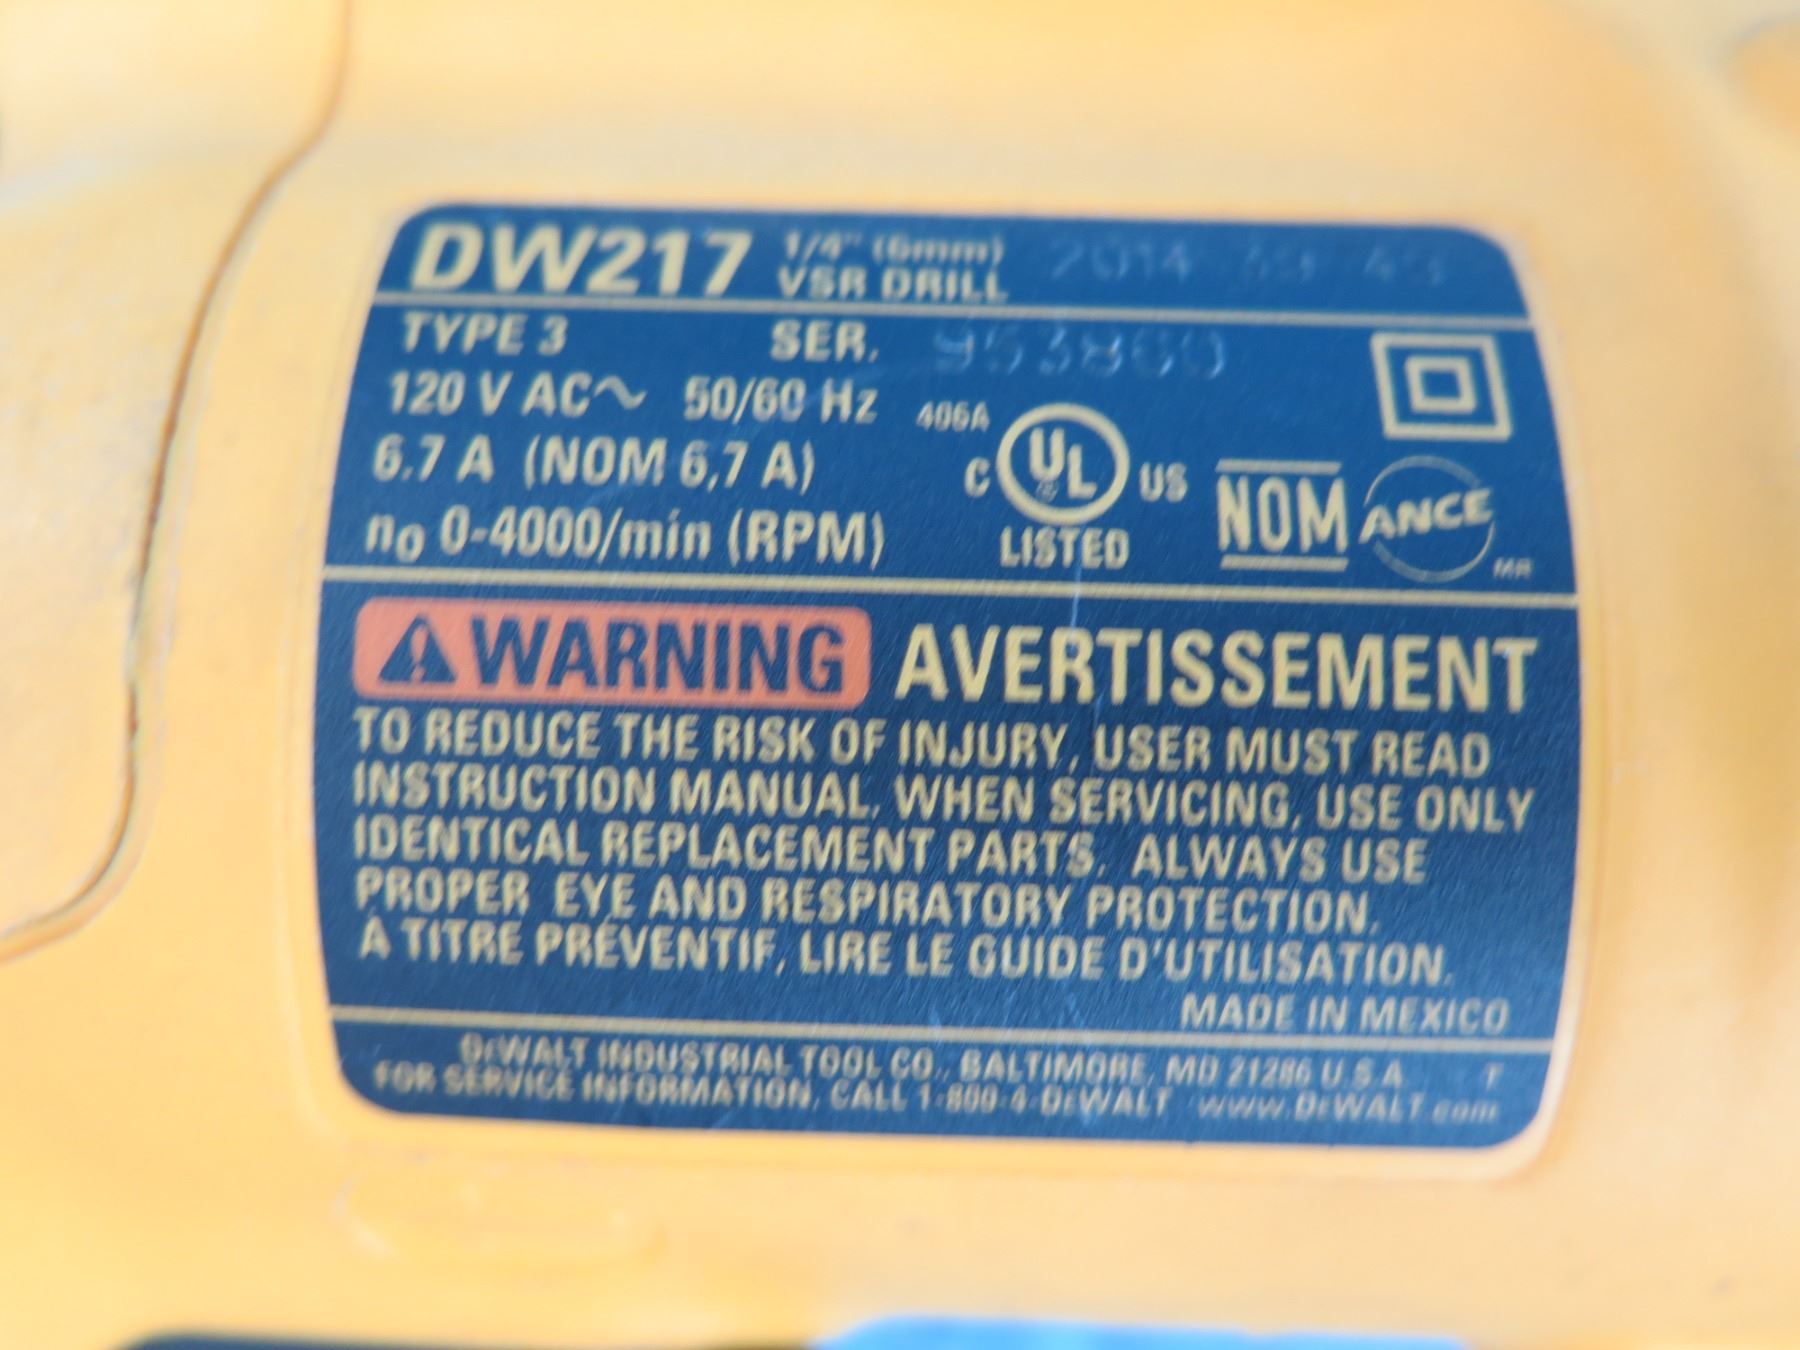 DW217 1/4" (6mm) VSR DRILL 2014 49
TYPE 3 SER. 953860
120 V AC~ 50/60 Hz 406A
6.7 A (NOM 6,7 A) C UL US
n₀ 0-4000/min (RPM) LISTED NOM ANCE MR
WARNING AVERTISSEMENT
TO REDUCE THE RISK OF INJURY, USER MUST READ
INSTRUCTION MANUAL. WHEN SERVICING, USE ONLY
IDENTICAL REPLACEMENT PARTS. ALWAYS USE
PROPER EYE AND RESPIRATORY PROTECTION.
À TITRE PRÉVENTIF, LIRE LE GUIDE D'UTILISATION.
MADE IN MEXICO
DEWALT INDUSTRIAL TOOL CO., BALTIMORE, MD 21286 U.S.A T
FOR SERVICE INFORMATION, CALL 1-800-4-DEWALT www.DEWALT.com